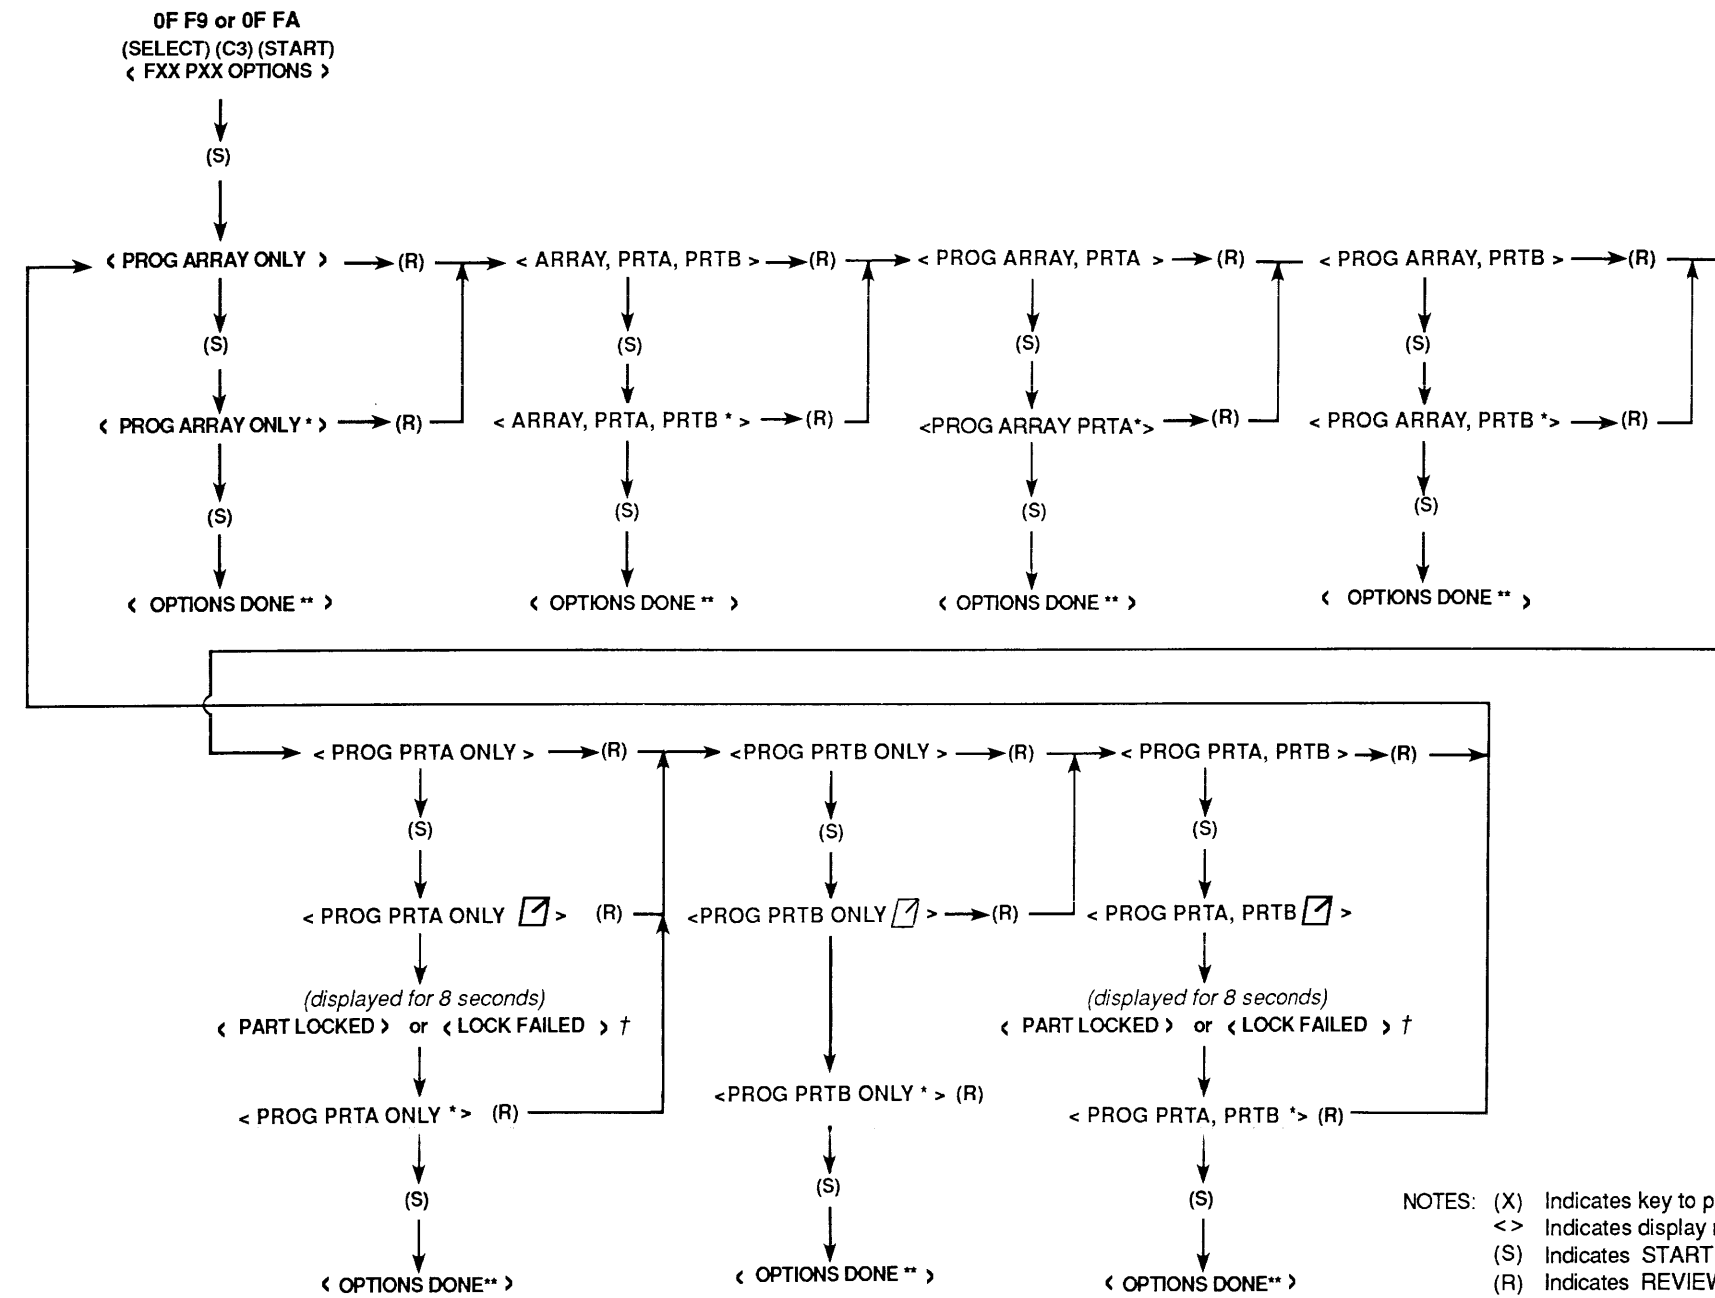 0F F9 or 0F FA
(SELECT) (C3) (START)
< FXX PXX OPTIONS >
(S)
< PROG ARRAY ONLY > (R) < ARRAY, PRTA, PRTB > (R) < PROG ARRAY, PRTA > (R) < PROG ARRAY, PRTB > (R)
(S) (S) (S) (S)
< PROG ARRAY ONLY * > (R) < ARRAY, PRTA, PRTB * > (R) <PROG ARRAY PRTA*> (R) < PROG ARRAY, PRTB *> (R)
(S) (S) (S) (S)
< OPTIONS DONE ** > < OPTIONS DONE ** > < OPTIONS DONE ** > < OPTIONS DONE ** >
< PROG PRTA ONLY > (R) <PROG PRTB ONLY > (R) < PROG PRTA, PRTB > (R)
(S) (S) (S)
< PROG PRTA ONLY > (R) <PROG PRTB ONLY > (R) < PROG PRTA, PRTB >
(displayed for 8 seconds) (displayed for 8 seconds)
< PART LOCKED > or < LOCK FAILED > † < PART LOCKED > or < LOCK FAILED > †
< PROG PRTA ONLY *> (R) <PROG PRTB ONLY * > (R) < PROG PRTA, PRTB *> (R)
(S) (S) (S)
< OPTIONS DONE** > < OPTIONS DONE ** > < OPTIONS DONE** >
NOTES: (X) Indicates key to p
<> Indicates display
(S) Indicates START
(R) Indicates REVIEW